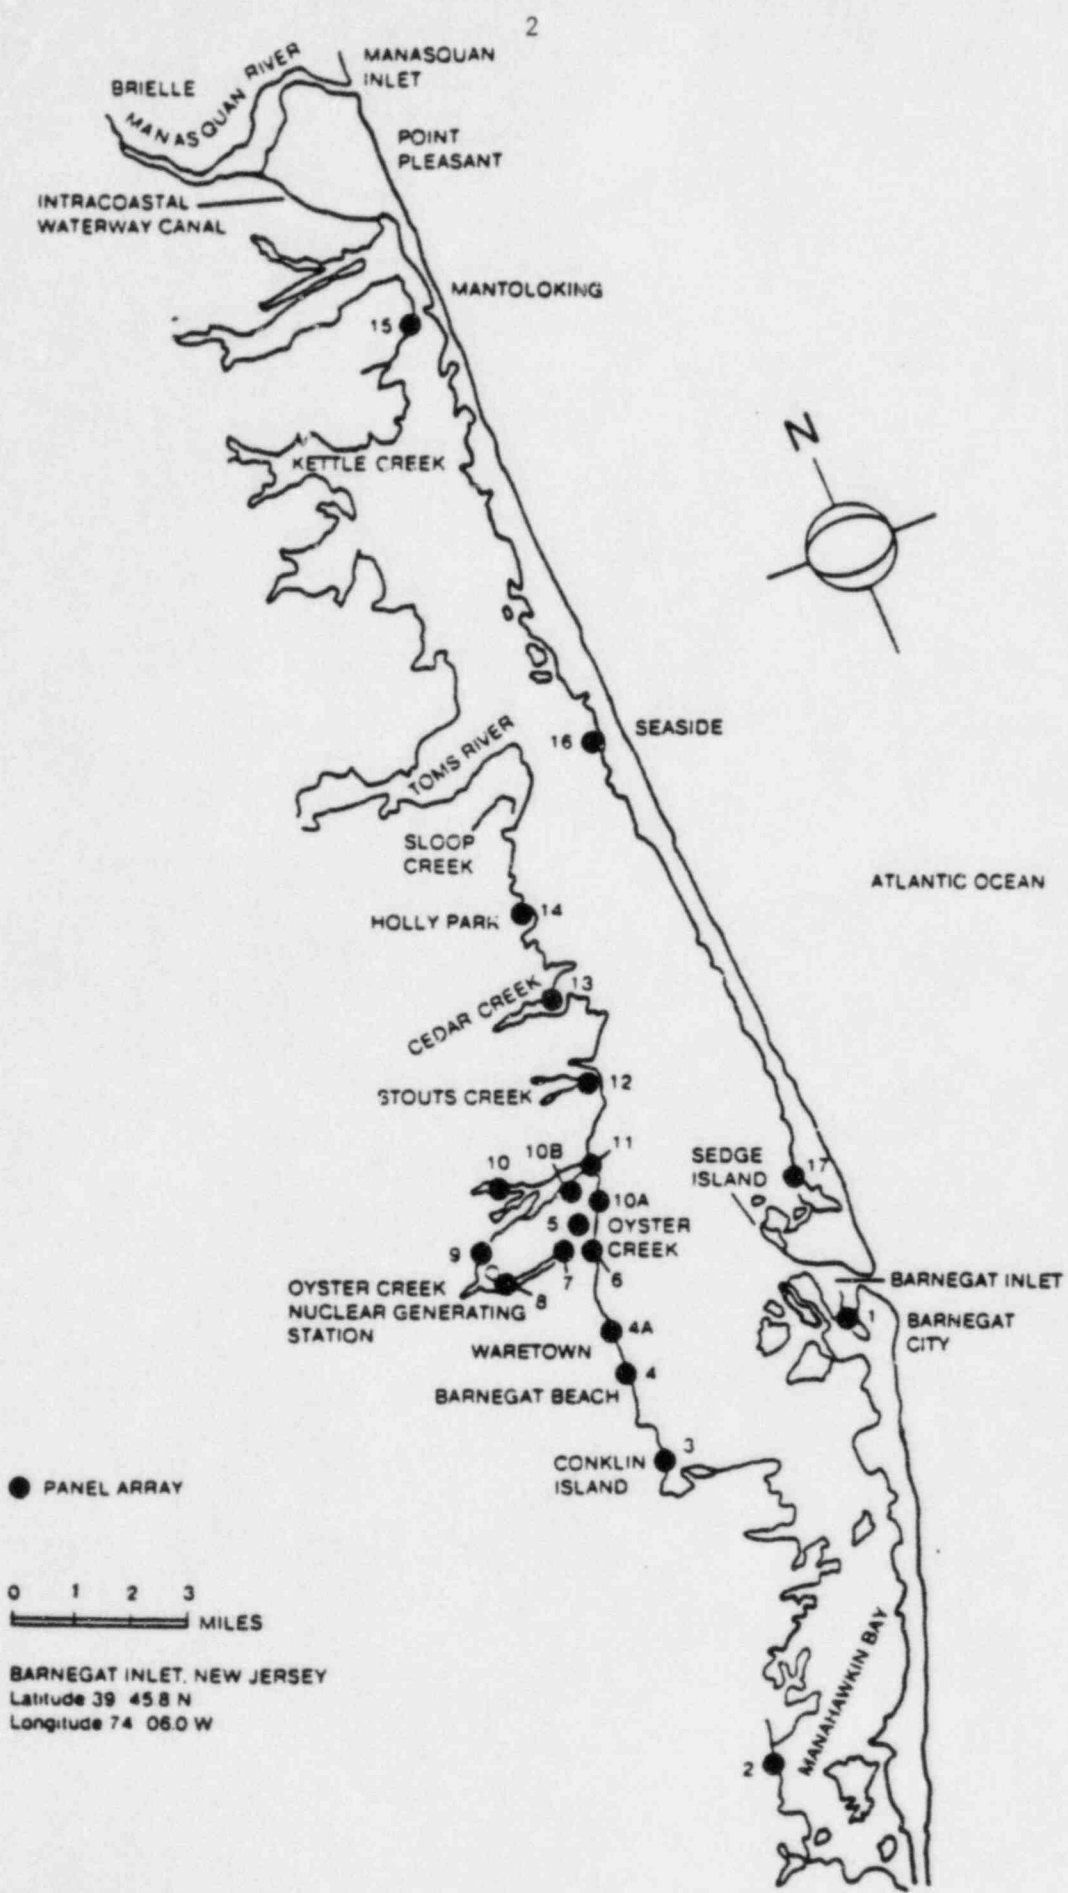 2
MANASQUAN
INLET
BRIELLE
MANASQUAN RIVER
POINT
PLEASANT
INTRACOASTAL
WATERWAY CANAL
MANTOLOKING
15
N
KETTLE CREEK
16
SEASIDE
TOMS RIVER
SLOOP
CREEK
ATLANTIC OCEAN
HOLLY PARK
14
CEDAR CREEK
13
STOUTS CREEK
12
11
10B
10
SEDGE
ISLAND
17
10A
5
OYSTER
CREEK
9
7
6
8
OYSTER CREEK
NUCLEAR GENERATING
STATION
BARNEGAT INLET
1
BARNEGAT
CITY
4A
WARETOWN
4
BARNEGAT BEACH
3
CONKLIN
ISLAND
PANEL ARRAY
0 1 2 3
MILES
MANAHAWKIN BAY
BARNEGAT INLET, NEW JERSEY
Latitude 39 45.8 N
Longitude 74 06.0 W
2